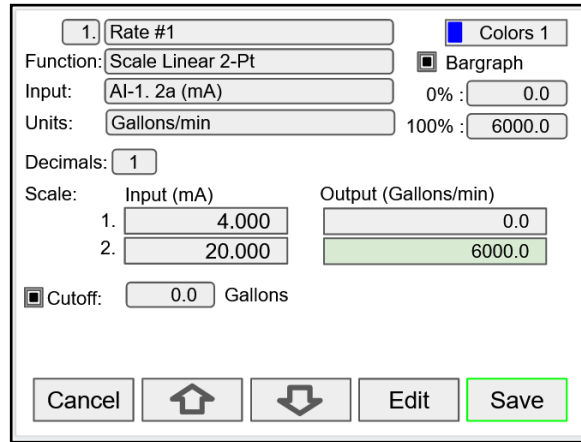 1. Rate #1 Colors 1
Function: Scale Linear 2-Pt Bargraph
Input: AI-1. 2a (mA) 0% : 0.0
Units: Gallons/min 100% : 6000.0
Decimals: 1
Scale: Input (mA) Output (Gallons/min)
1. 4.000 0.0
2. 20.000 6000.0
Cutoff: 0.0 Gallons
Cancel Edit Save